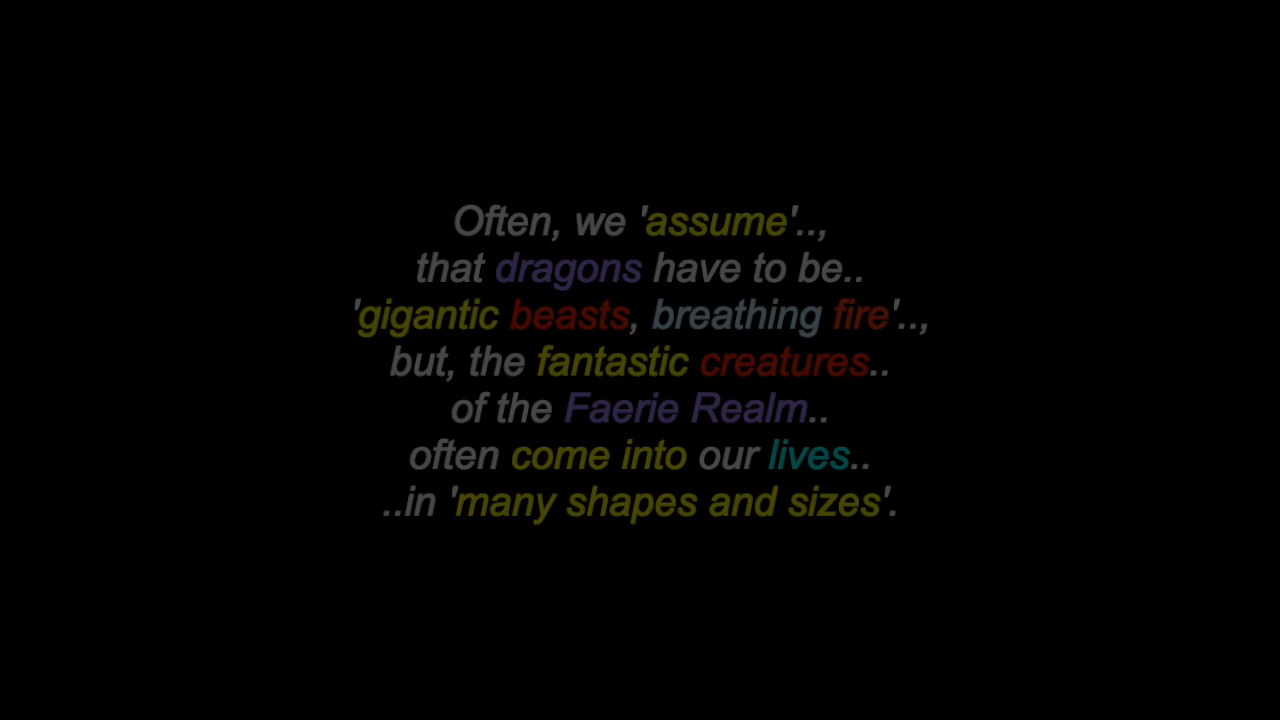 Often, we 'assume'..,
that dragons have to be..
'gigantic beasts, breathing fire'..,
but, the fantastic creatures..
of the Faerie Realm..
often come into our lives..
..in 'many shapes and sizes'.